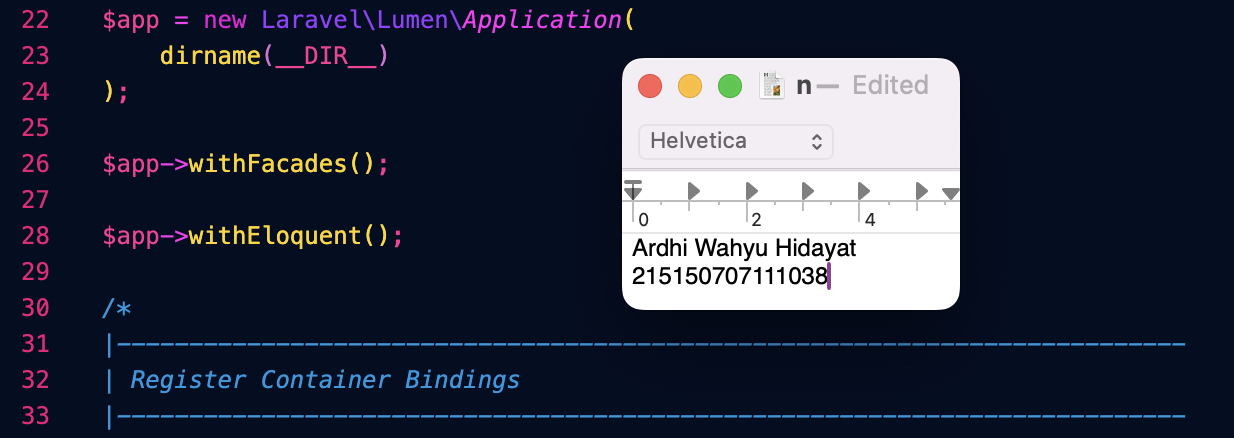 22 $app = new Laravel\Lumen\Application(
23 dirname(__DIR__)
24 );
25
26 $app->withFacades();
27
28 $app->withEloquent();
29
30 /*
31 |--------------------------------------------------------------------------
32 | Register Container Bindings
33 |--------------------------------------------------------------------------
n — Edited
Helvetica
0 2 4
Ardhi Wahyu Hidayat
215150707111038